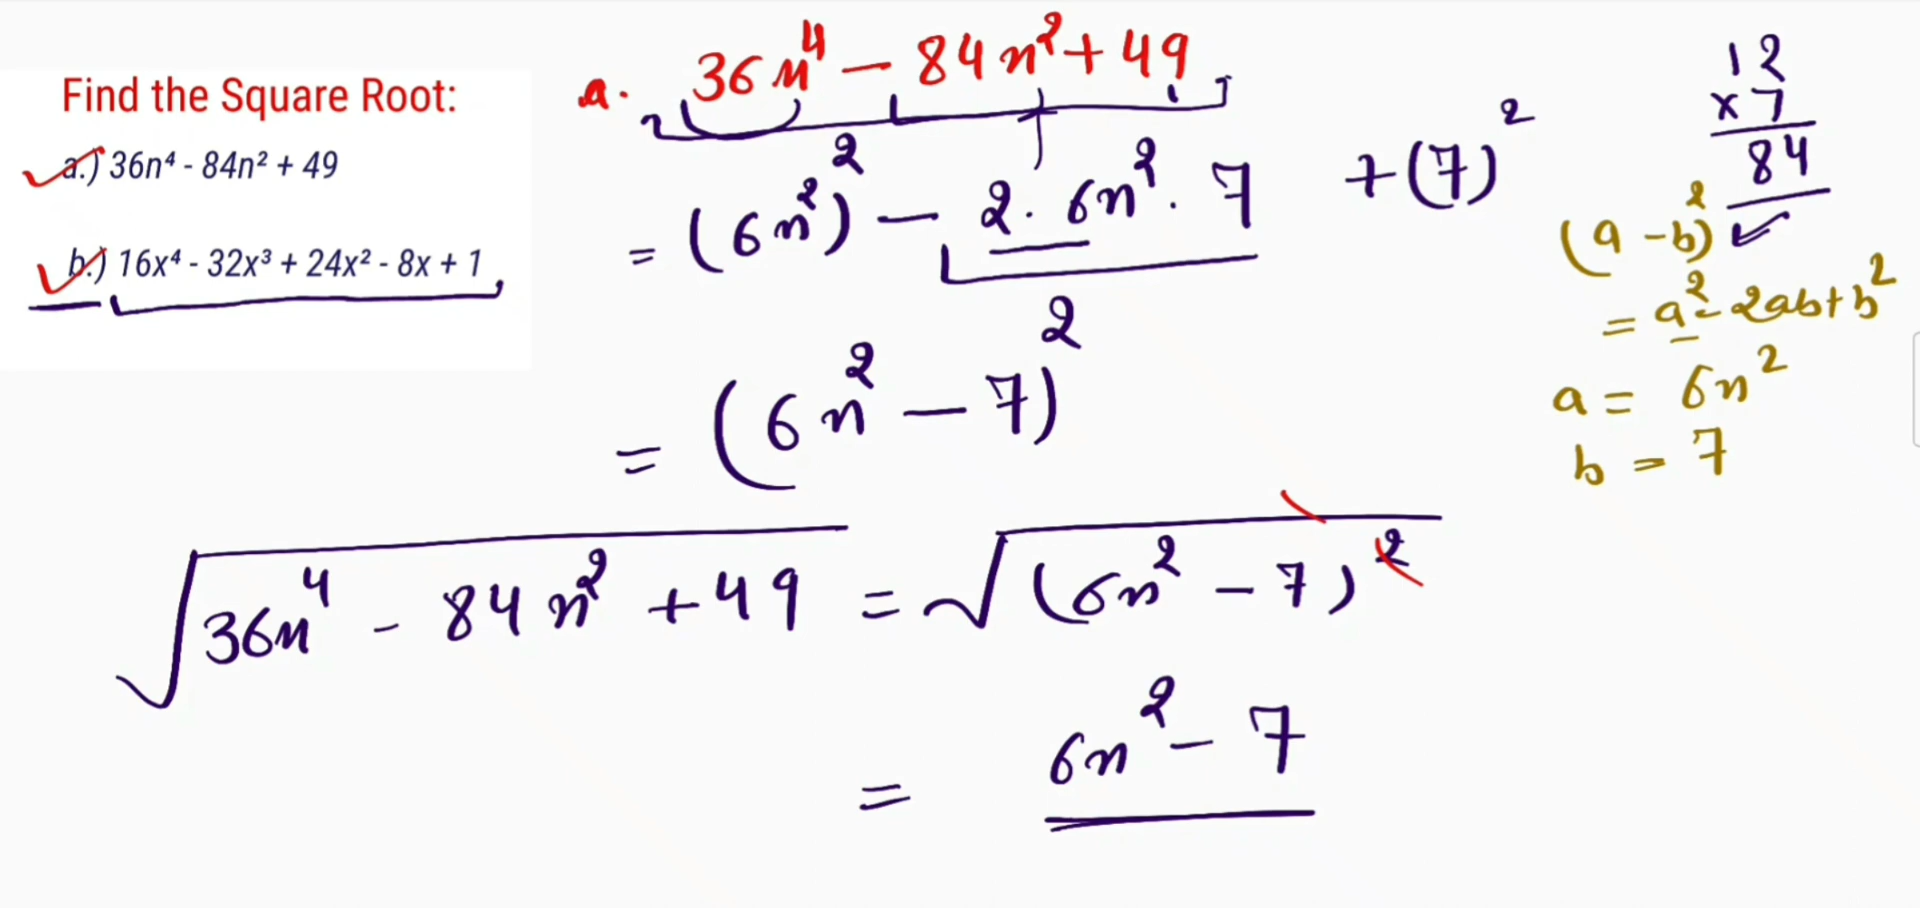 Find the Square Root:
a.) 36n⁴ - 84n² + 49
b.) 16x⁴ - 32x³ + 24x² - 8x + 1
a. 36n⁴ - 84n² + 49
= (6n²)² - 2. 6n². 7 + (7)²
= (6n² - 7)²
√36n⁴ - 84n² + 49 = √(6n² - 7)²
= 6n² - 7
12
x 7
84
(a - b)²
= a² - 2ab + b²
a = 6n²
b = 7